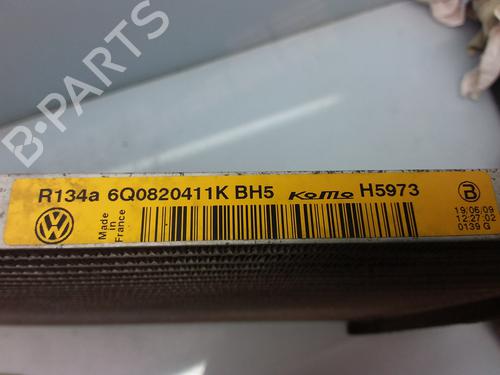 B-PARTS
R134a 6Q0820411K BH5 KoMo H5973
Made in France
19/06/09
12:27:02
0139 G